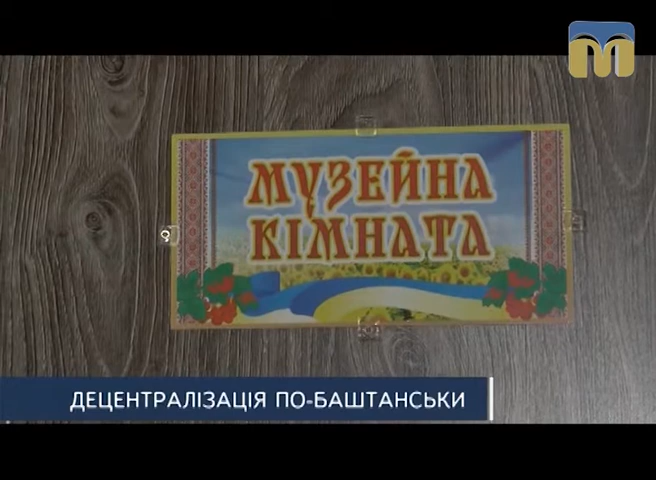 МУЗЕЙНА
КІМНАТА
ДЕЦЕНТРАЛІЗАЦІЯ ПО-БАШТАНСЬКИ